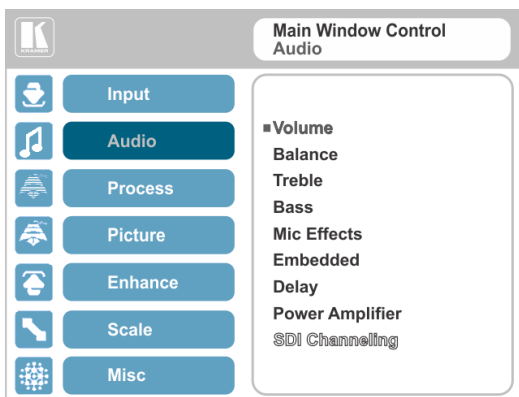 KRAMER
Main Window Control
Audio
Input
Audio
Process
Picture
Enhance
Scale
Misc
Volume
Balance
Treble
Bass
Mic Effects
Embedded
Delay
Power Amplifier
SDI Channeling